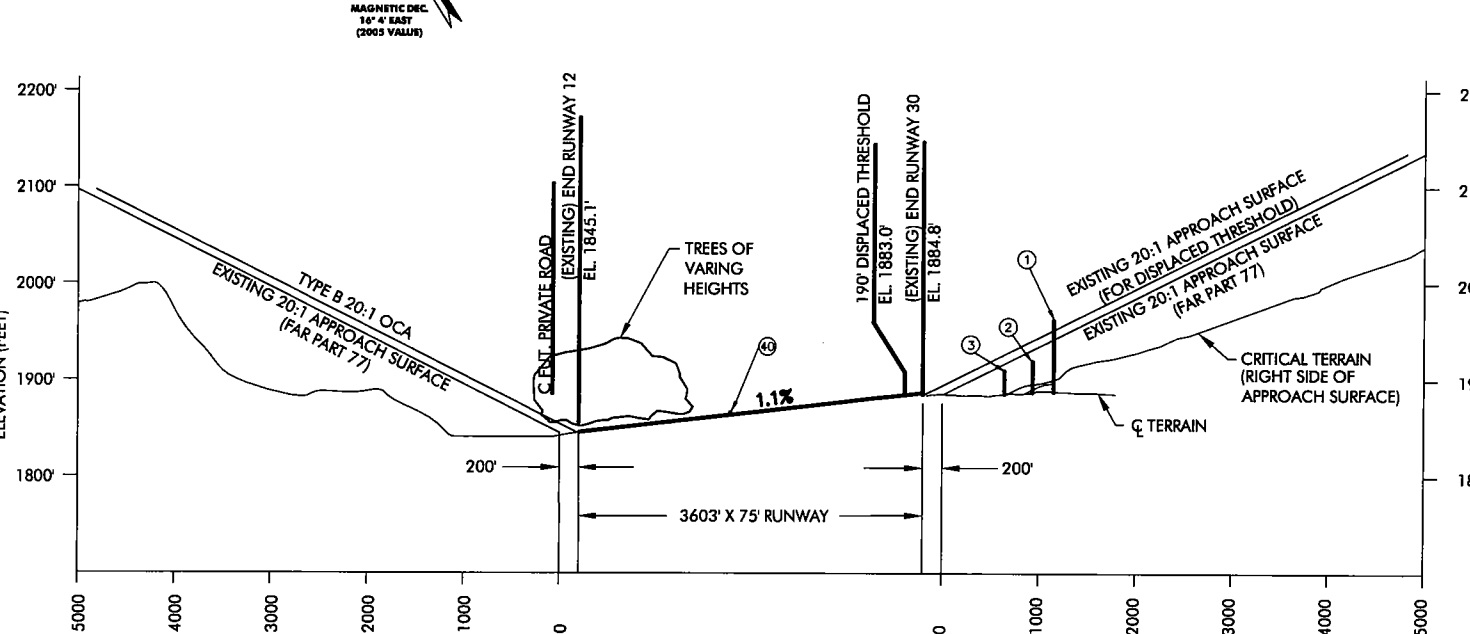 MAGNETIC DEC.
16° 4' EAST
(2005 VALUE)
2200'
2100'
2000'
1900'
1800'
ELEVATION (FEET)
TYPE B 20:1 OCA
EXISTING 20:1 APPROACH SURFACE
(FAR PART 77)
PRIVATE ROAD
(EXISTING) END RUNWAY 12
EL. 1845.1'
TREES OF
VARING
HEIGHTS
40
1.1%
190' DISPLACED THRESHOLD
EL. 1883.0'
(EXISTING) END RUNWAY 30
EL. 1884.8'
3
2
1
EXISTING 20:1 APPROACH SURFACE
(FOR DISPLACED THRESHOLD)
EXISTING 20:1 APPROACH SURFACE
(FAR PART 77)
CRITICAL TERRAIN
(RIGHT SIDE OF
APPROACH SURFACE)
℄ TERRAIN
200'
200'
3603' X 75' RUNWAY
5000
4000
3000
2000
1000
0
0
1000
2000
3000
4000
5000